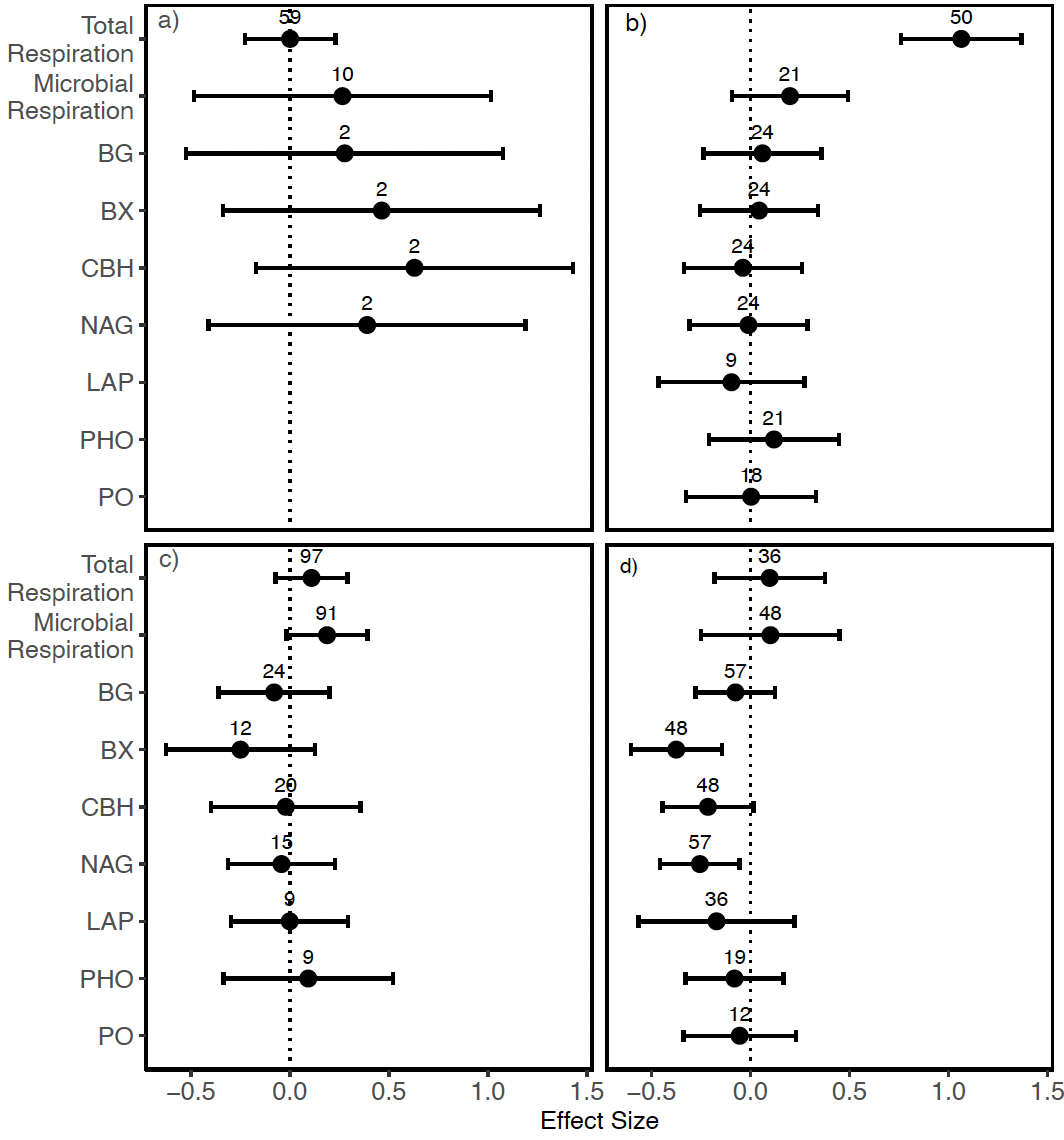 a)
Total
Respiration
59
Microbial
Respiration
10
BG
2
BX
2
CBH
2
NAG
2
LAP
PHO
PO
b)
50
21
24
24
24
24
9
21
18
c)
Total
Respiration
97
Microbial
Respiration
91
BG
24
BX
12
CBH
20
NAG
15
LAP
9
PHO
9
PO
d)
36
48
57
48
48
57
36
19
12
−0.5 0.0 0.5 1.0 1.5
−0.5 0.0 0.5 1.0 1.5
Effect Size